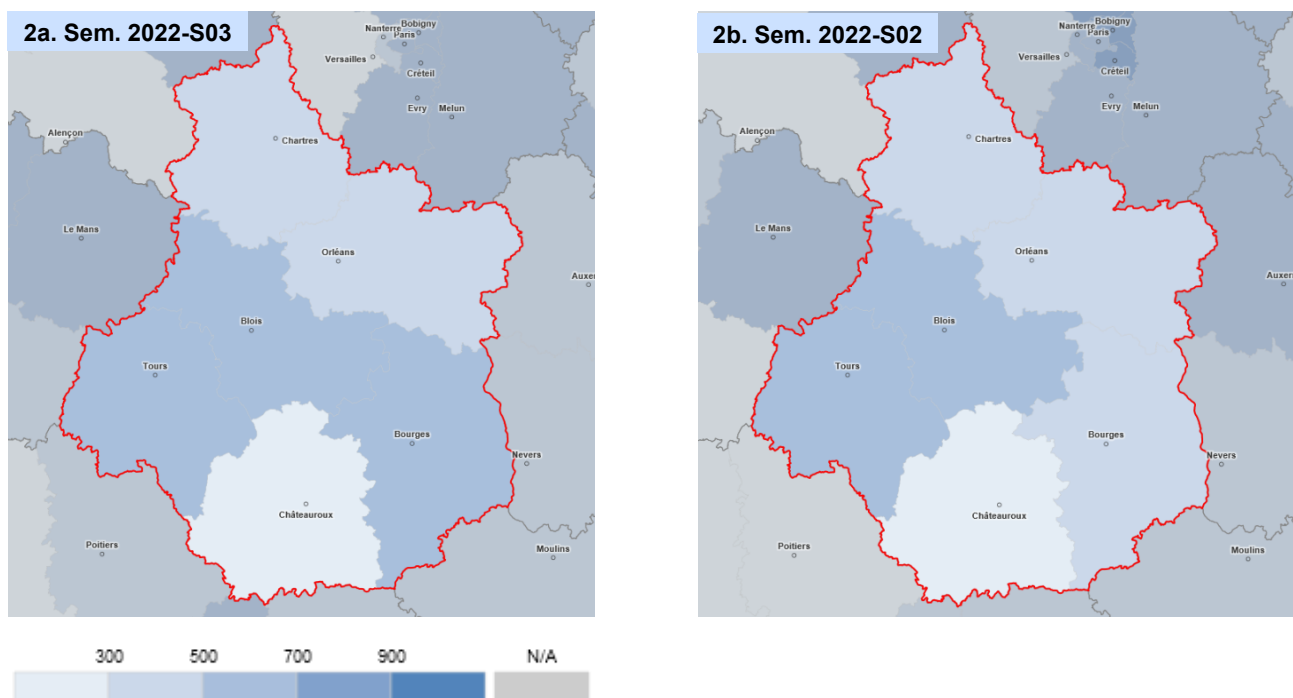 2a. Sem. 2022-S03
Nanterre
Bobigny
Paris
Versailles
Créteil
Evry
Melun
Alençon
Chartres
Le Mans
Orléans
Auxer
Blois
Tours
Bourges
Nevers
Châteauroux
Poitiers
Moulins
2b. Sem. 2022-S02
Nanterre
Bobigny
Paris
Versailles
Créteil
Evry
Melun
Alençon
Chartres
Le Mans
Orléans
Auxer
Blois
Tours
Bourges
Nevers
Châteauroux
Poitiers
Moulins
300 500 700 900 N/A